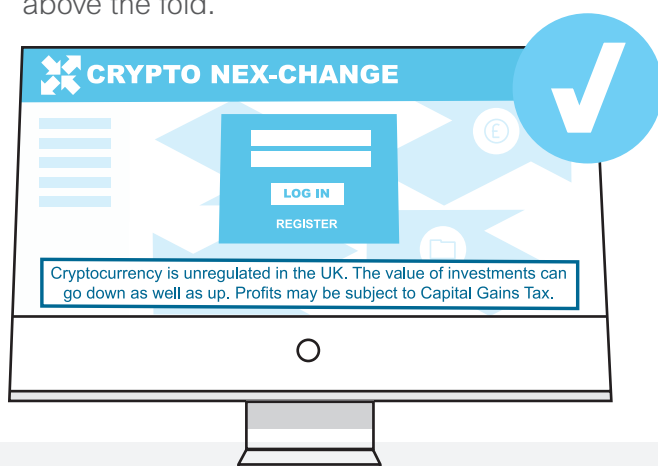 above the fold.
CRYPTO NEX-CHANGE
£
LOG IN
REGISTER
Cryptocurrency is unregulated in the UK. The value of investments can
go down as well as up. Profits may be subject to Capital Gains Tax.